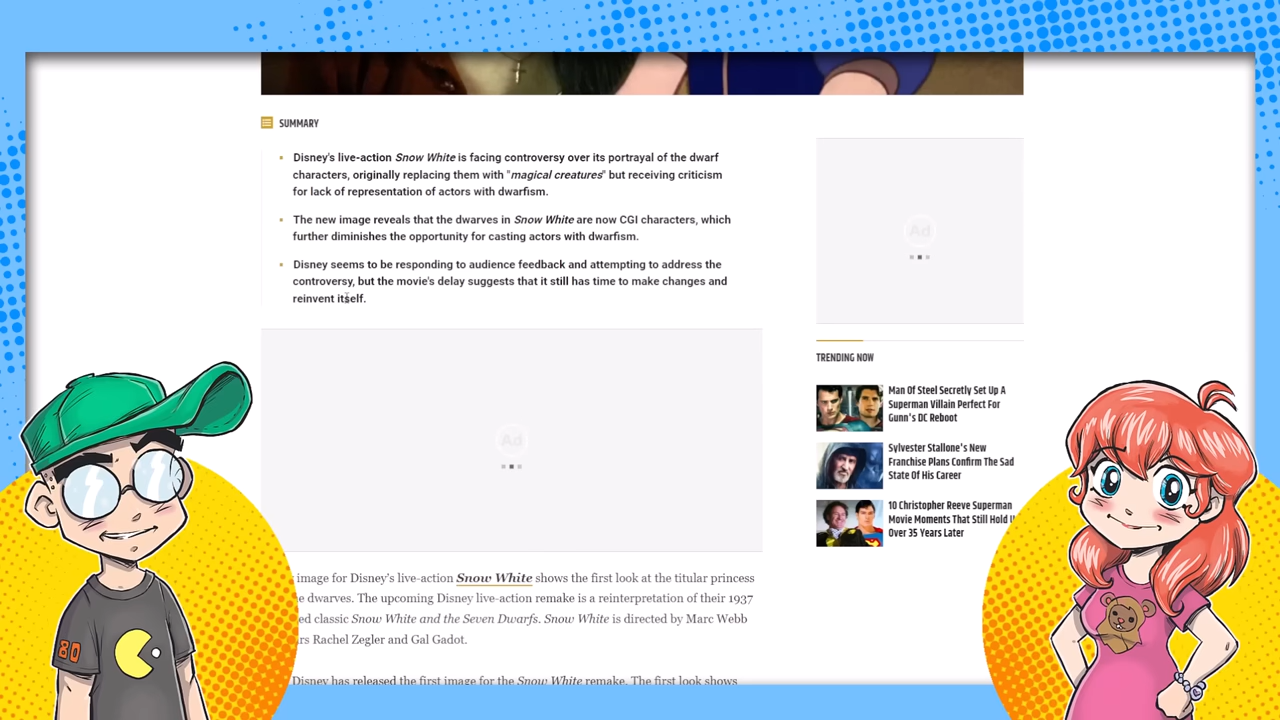 SUMMARY
Disney's live-action Snow White is facing controversy over its portrayal of the dwarf
characters, originally replacing them with "magical creatures" but receiving criticism
for lack of representation of actors with dwarfism.
The new image reveals that the dwarves in Snow White are now CGI characters, which
further diminishes the opportunity for casting actors with dwarfism.
Disney seems to be responding to audience feedback and attempting to address the
controversy, but the movie's delay suggests that it still has time to make changes and
reinvent itself.
Ad
Ad
TRENDING NOW
Man Of Steel Secretly Set Up A
Superman Villain Perfect For
Gunn's DC Reboot
Sylvester Stallone's New
Franchise Plans Confirm The Sad
State Of His Career
10 Christopher Reeve Superman
Movie Moments That Still Hold
Over 35 Years Later
image for Disney's live-action Snow White shows the first look at the titular princess
dwarves. The upcoming Disney live-action remake is a reinterpretation of their 1937
classic Snow White and the Seven Dwarfs. Snow White is directed by Marc Webb
Rachel Zegler and Gal Gadot.
Disney has released the first image for the Snow White remake. The first look shows
80